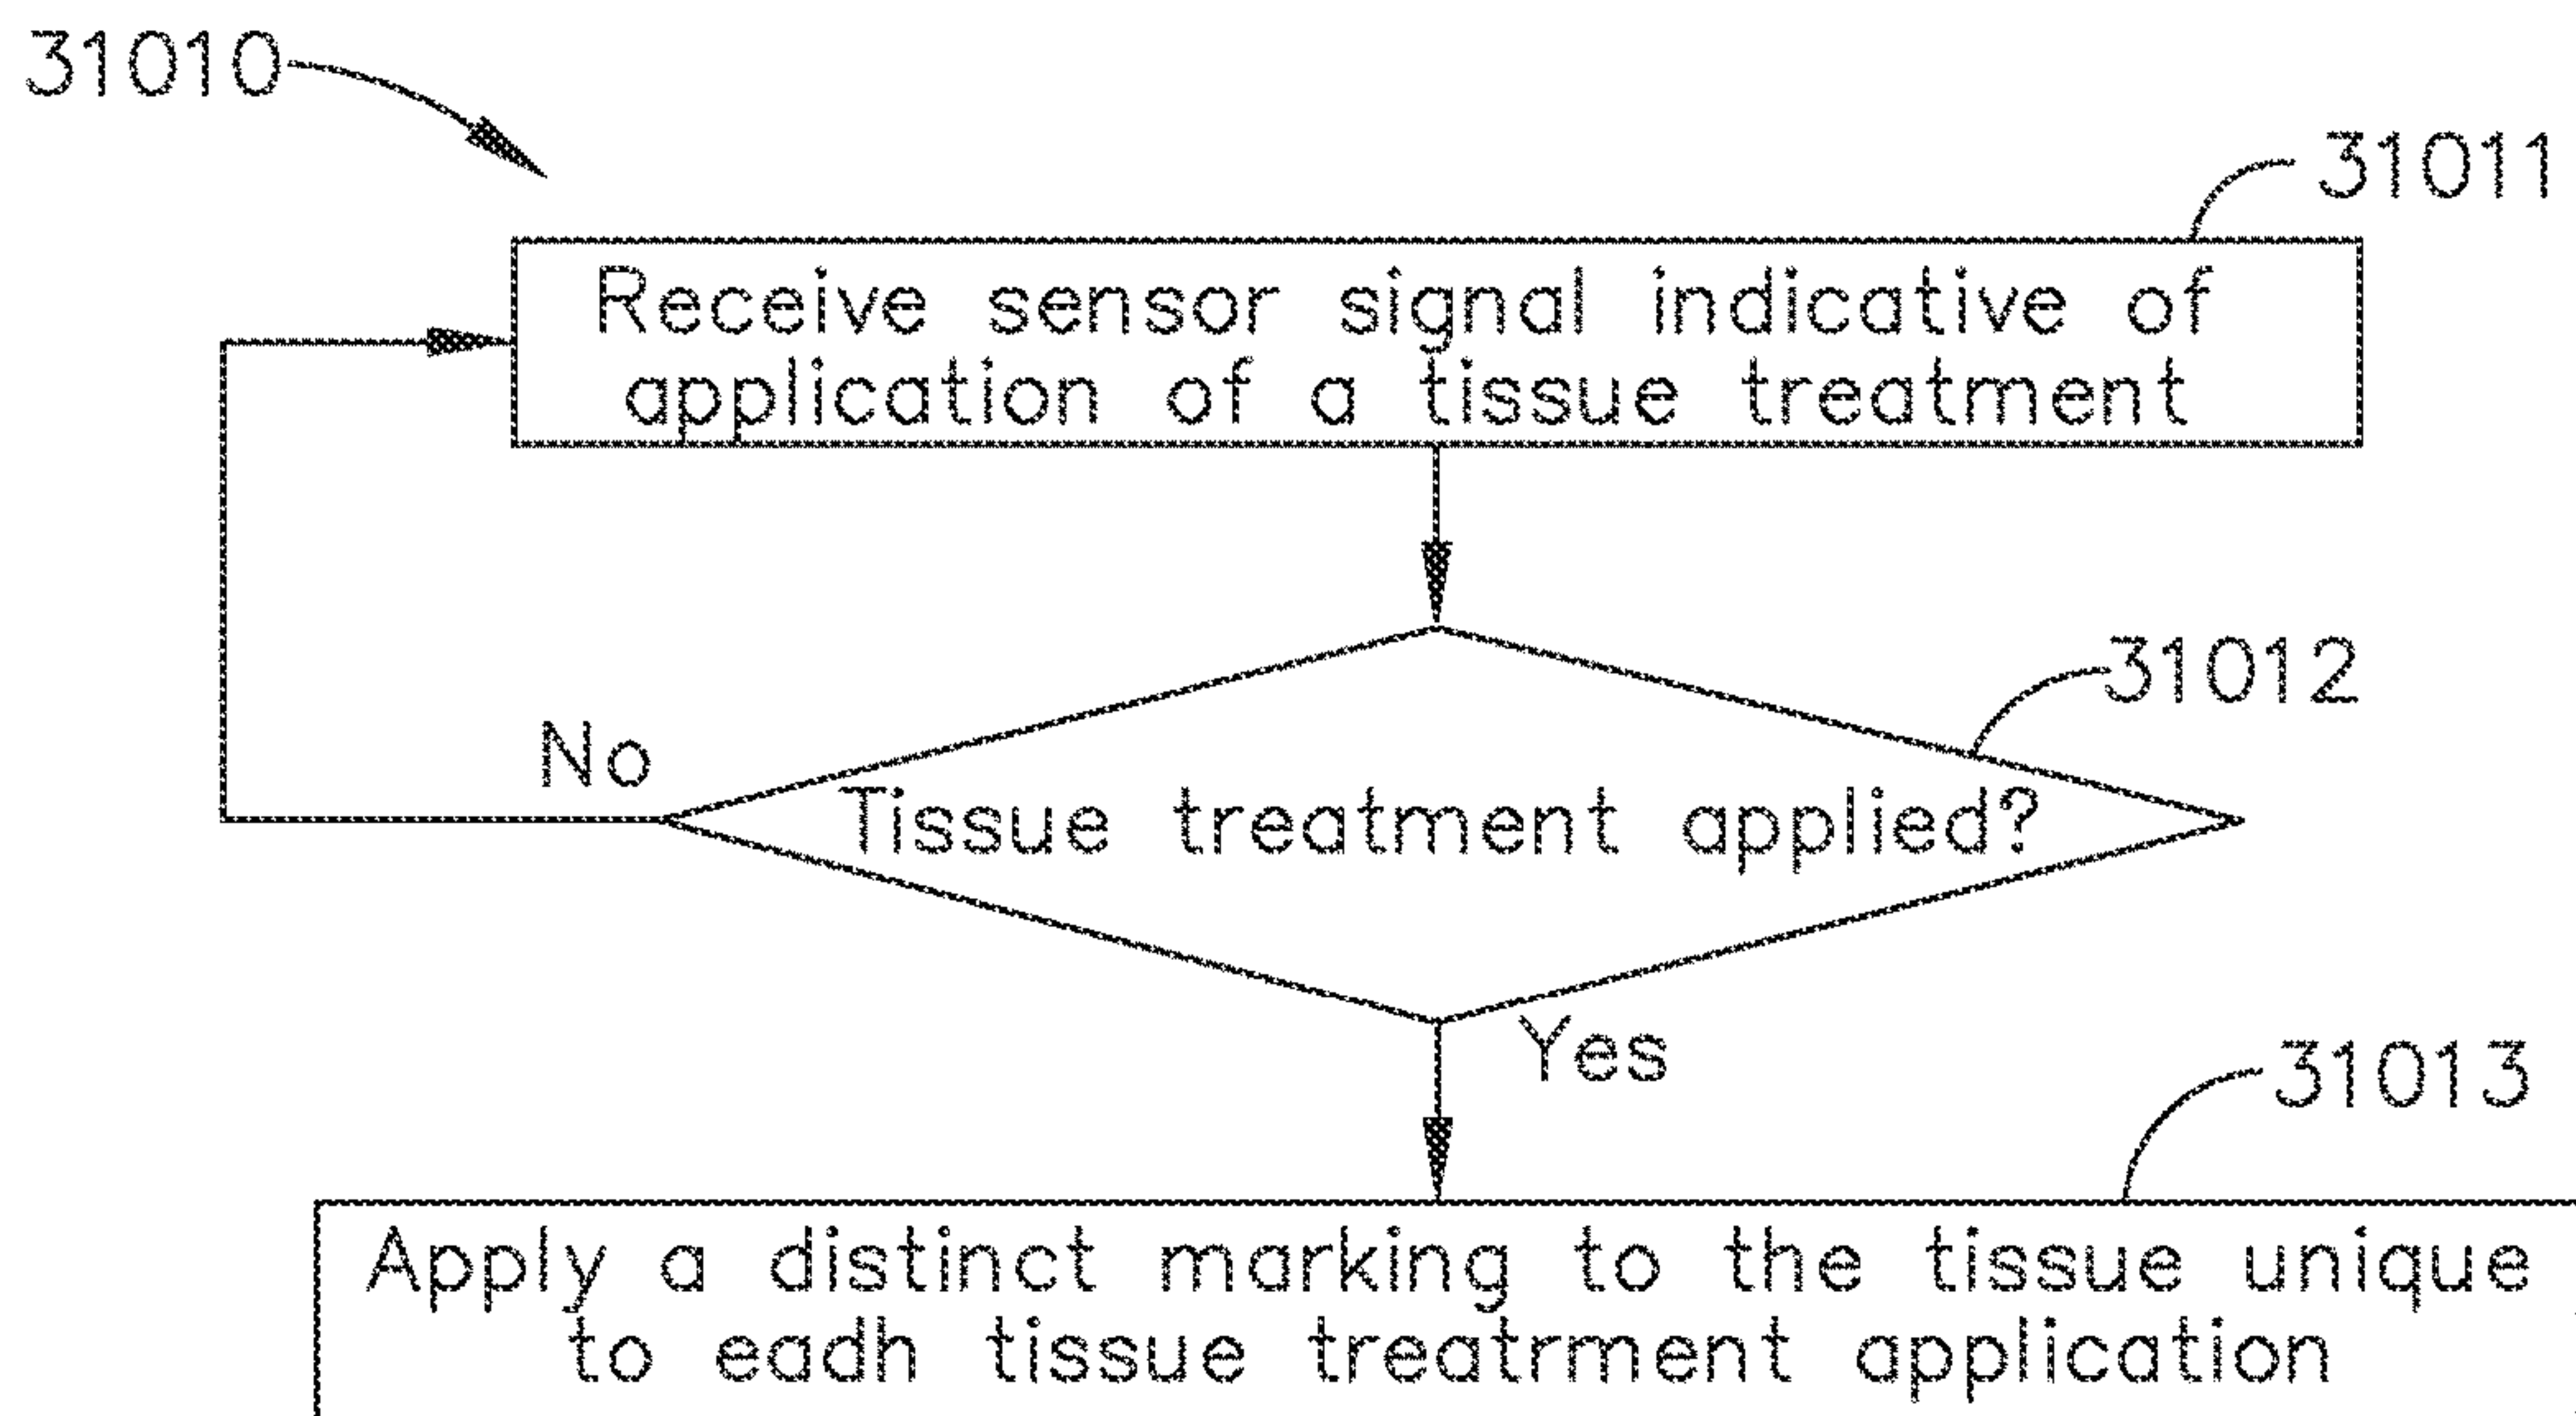 31010
31011
Receive sensor signal indicative of
application of a tissue treatment
31012
No
Tissue treatment applied?
Yes
31013
Apply a distinct marking to the tissue unique
to eadh tissue treatrment application